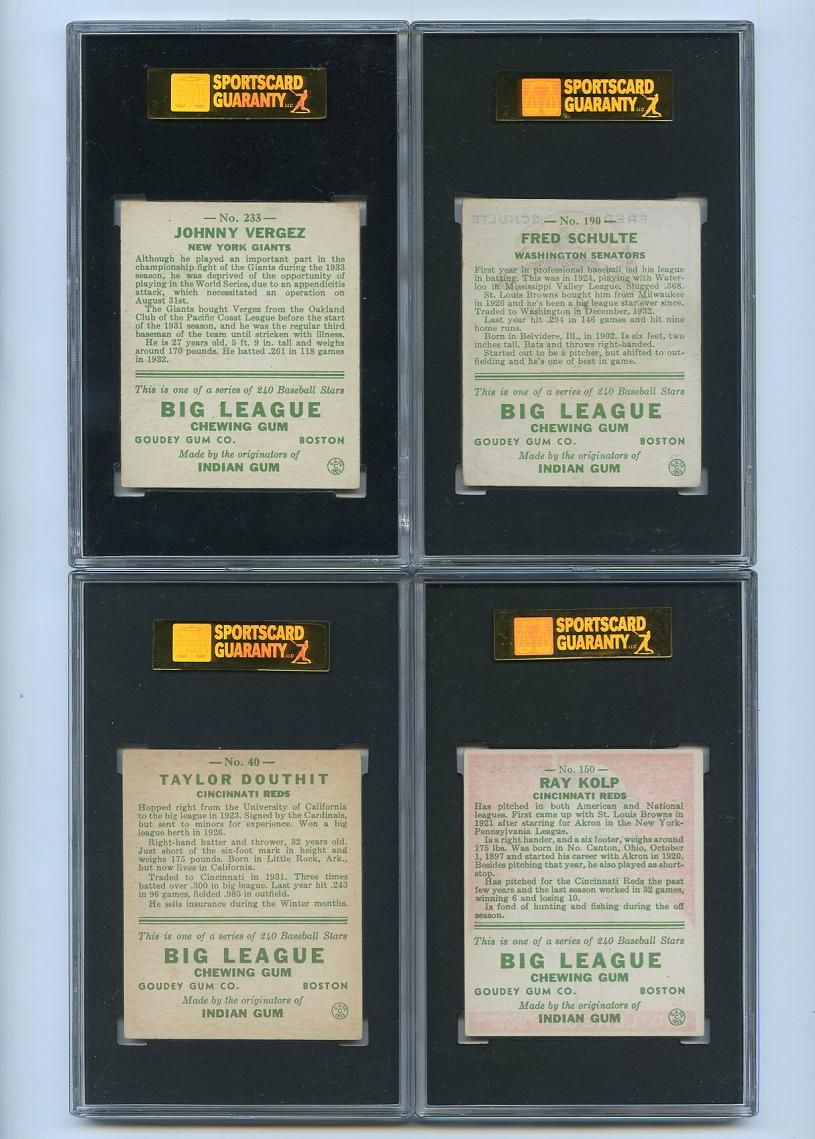 SPORTSCARD
GUARANTY LLC
— No. 233 —
JOHNNY VERGEZ
NEW YORK GIANTS
Although he played an important part in the
championship fight of the Giants during the 1933
season, he was deprived of the opportunity of
playing in the World Series, due to an appendicitis
attack, which necessitated an operation on
August 31st.
The Giants bought Vergez from the Oakland
Club of the Pacific Coast League before the start
of the 1931 season, and he was the regular third
baseman of the team until stricken with illness.
He is 27 years old, 5 ft. 9 in. tall and weighs
around 170 pounds. He batted .261 in 118 games
in 1932.
This is one of a series of 240 Baseball Stars
BIG LEAGUE
CHEWING GUM
GOUDEY GUM CO. BOSTON
Made by the originators of
INDIAN GUM
SPORTSCARD
GUARANTY LLC
— No. 190 —
FRED SCHULTE
WASHINGTON SENATORS
First year in professional baseball led his league
in batting. This was in 1924, playing with Water-
loo in Mississippi Valley League. Slugged .368.
St. Louis Browns bought him from Milwaukee
in 1926 and he's been a big league star ever since.
Traded to Washington in December, 1932.
Last year hit .294 in 146 games and hit nine
home runs.
Born in Belvidere, Ill., in 1902. Is six feet, two
inches tall. Bats and throws right-handed.
Started out to be a pitcher, but shifted to out-
fielding and he's one of best in game.
This is one of a series of 240 Baseball Stars
BIG LEAGUE
CHEWING GUM
GOUDEY GUM CO. BOSTON
Made by the originators of
INDIAN GUM
SPORTSCARD
GUARANTY LLC
— No. 40 —
TAYLOR DOUTHIT
CINCINNATI REDS
Hopped right from the University of California
to the big league in 1923. Signed by the Cardinals,
but sent to minors for experience. Won a big
league berth in 1926.
Right-hand batter and thrower, 32 years old.
Just short of the six-foot mark in height and
weighs 175 pounds. Born in Little Rock, Ark.,
but now lives in California.
Traded to Cincinnati in 1931. Three times
batted over .300 in big league. Last year hit .243
in 96 games, fielded .985 in outfield.
He sells insurance during the Winter months.
This is one of a series of 240 Baseball Stars
BIG LEAGUE
CHEWING GUM
GOUDEY GUM CO. BOSTON
Made by the originators of
INDIAN GUM
SPORTSCARD
GUARANTY LLC
— No. 150 —
RAY KOLP
CINCINNATI REDS
Has pitched in both American and National
leagues. First came up with St. Louis Browns in
1921 after starring for Akron in the New York-
Pennsylvania League.
Is a right hander, and a six footer, weighs around
175 lbs. Was born in No. Canton, Ohio, October
1, 1897 and started his career with Akron in 1920.
Besides pitching that year, he also played as short-
stop.
Has pitched for the Cincinnati Reds the past
few years and the last season worked in 32 games,
winning 6 and losing 10.
Is fond of hunting and fishing during the off
season.
This is one of a series of 240 Baseball Stars
BIG LEAGUE
CHEWING GUM
GOUDEY GUM CO. BOSTON
Made by the originators of
INDIAN GUM